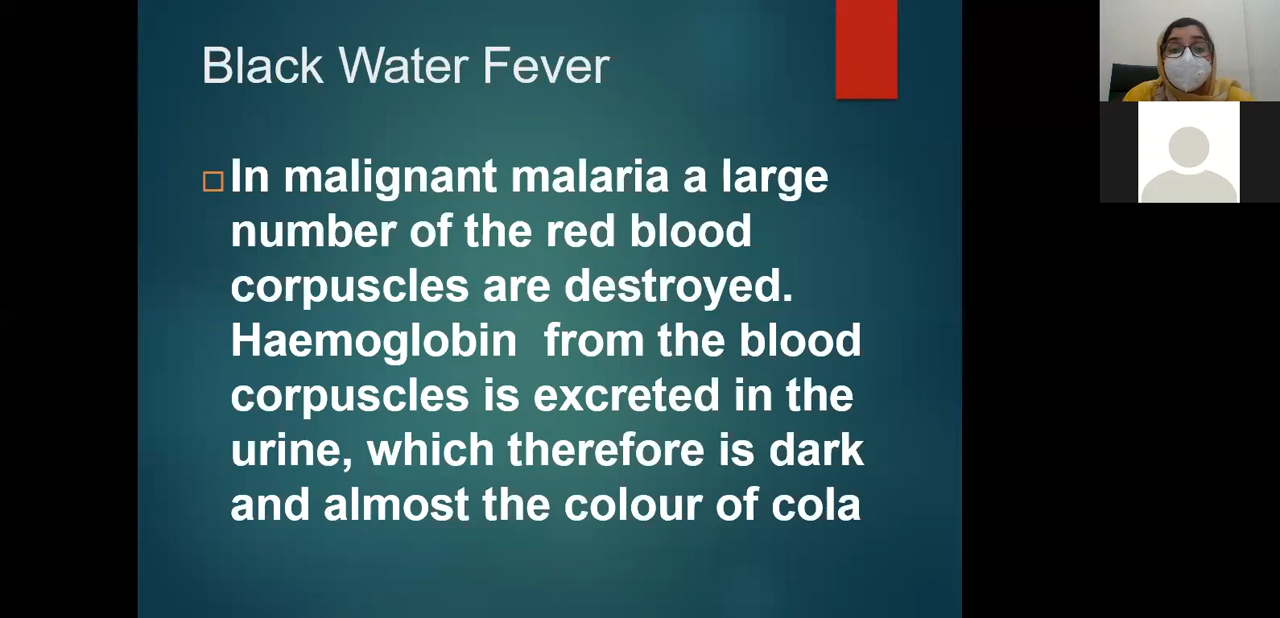 Black Water Fever
In malignant malaria a large
number of the red blood
corpuscles are destroyed.
Haemoglobin  from the blood
corpuscles is excreted in the
urine, which therefore is dark
and almost the colour of cola